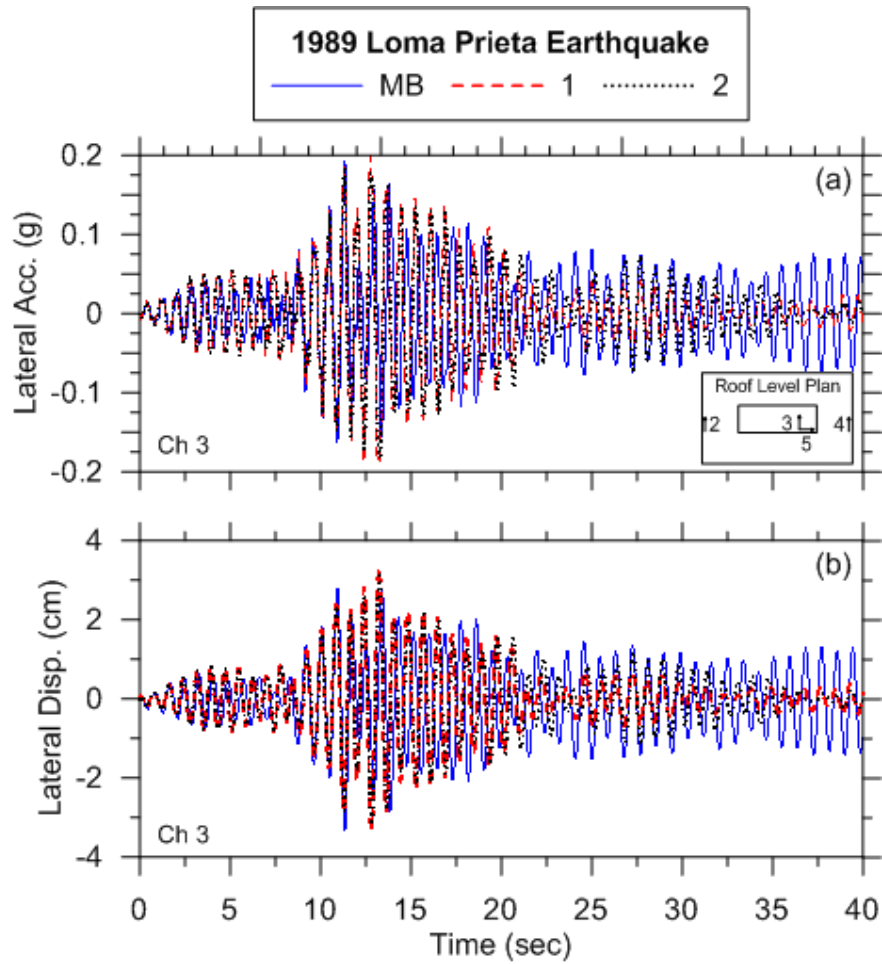 1989 Loma Prieta Earthquake
MB 1 2
(a)
Lateral Acc. (g)
0.2
0.1
0
-0.1
-0.2
Ch 3
Roof Level Plan
2 3 4
5
(b)
Lateral Disp. (cm)
4
2
0
-2
-4
Ch 3
0 5 10 15 20 25 30 35 40
Time (sec)